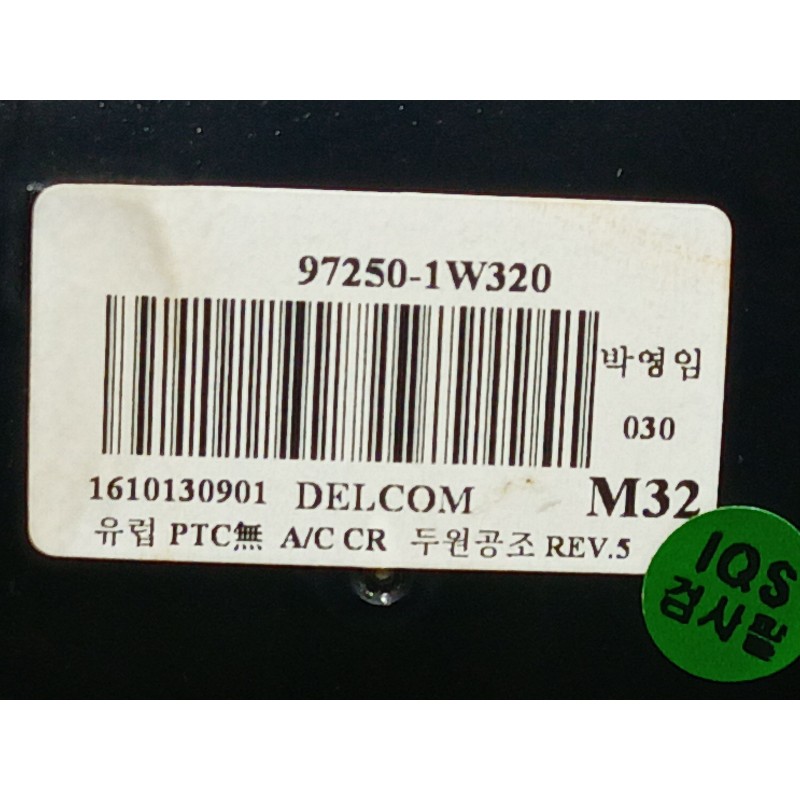 97250-1W320
박영임
030
1610130901 DELCOM M32
유럽 PTC無 A/C CR 두원공조 REV.5
IQS
검사필